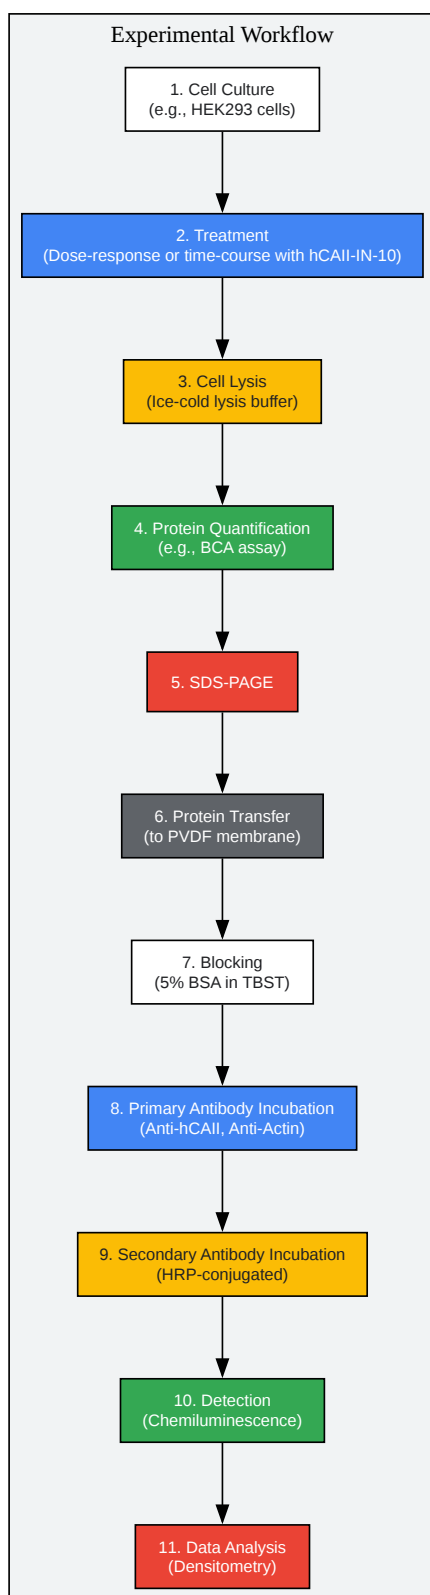 Experimental Workflow
1. Cell Culture
(e.g., HEK293 cells)
2. Treatment
(Dose-response or time-course with hCAII-IN-10)
3. Cell Lysis
(Ice-cold lysis buffer)
4. Protein Quantification
(e.g., BCA assay)
5. SDS-PAGE
6. Protein Transfer
(to PVDF membrane)
7. Blocking
(5% BSA in TBST)
8. Primary Antibody Incubation
(Anti-hCAII, Anti-Actin)
9. Secondary Antibody Incubation
(HRP-conjugated)
10. Detection
(Chemiluminescence)
11. Data Analysis
(Densitometry)